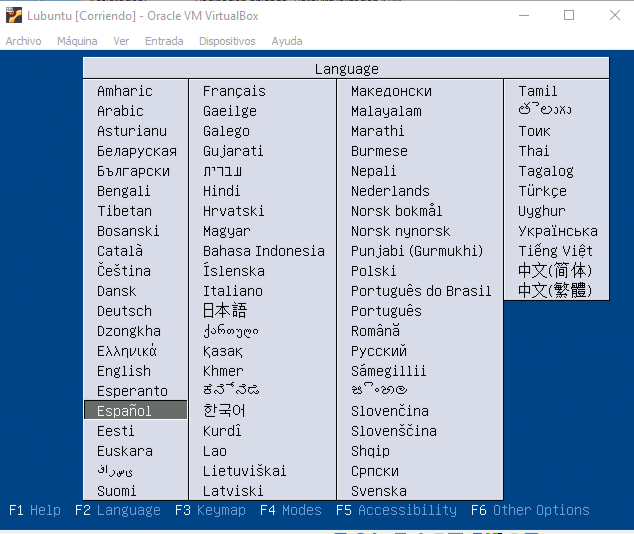 Lubuntu [Corriendo] - Oracle VM VirtualBox
Archivo Máquina Ver Entrada Dispositivos Ayuda
Language
Amharic
Arabic
Asturianu
Беларуская
Български
Bengali
Tibetan
Bosanski
Català
Čeština
Dansk
Deutsch
Dzongkha
Ελληνικά
English
Esperanto
Español
Eesti
Euskara
Suomi
Français
Gaeilge
Galego
Gujarati
עברית
Hindi
Hrvatski
Magyar
Bahasa Indonesia
Íslenska
Italiano
日本語
ქართული
Қазақ
Khmer
ಕನ್ನಡ
한국어
Kurdî
Lao
Lietuviškai
Latviski
Македонски
Malayalam
Marathi
Burmese
Nepali
Nederlands
Norsk bokmål
Norsk nynorsk
Punjabi (Gurmukhi)
Polski
Português do Brasil
Português
Română
Русский
Sámegillii
සිංහල
Slovenčina
Slovenščina
Shqip
Српски
Svenska
Tamil
తెలుగు
Тоҷик
Thai
Tagalog
Türkçe
Uyghur
Українська
Tiếng Việt
中文(简体)
中文(繁體)
F1 Help F2 Language F3 Keymap F4 Modes F5 Accessibility F6 Other Options